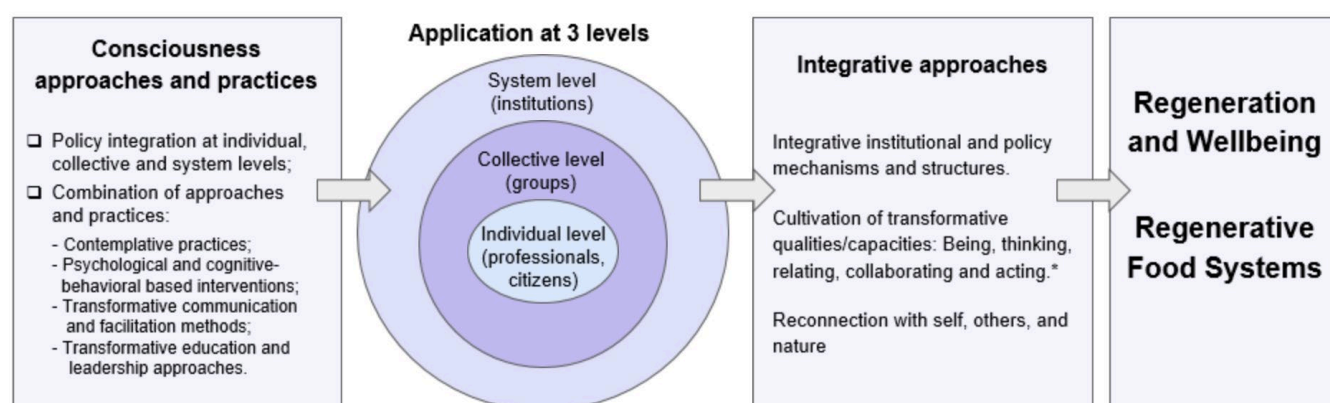 Consciousness
approaches and practices
❑ Policy integration at individual,
collective and system levels;
❑ Combination of approaches
and practices:
- Contemplative practices;
- Psychological and cognitive-
behavioral based interventions;
- Transformative communication
and facilitation methods;
- Transformative education and
leadership approaches.
Application at 3 levels
System level
(institutions)
Collective level
(groups)
Individual level
(professionals,
citizens)
Integrative approaches
Integrative institutional and policy
mechanisms and structures.
Cultivation of transformative
qualities/capacities: Being, thinking,
relating, collaborating and acting.*
Reconnection with self, others, and
nature
Regeneration
and Wellbeing
Regenerative
Food Systems